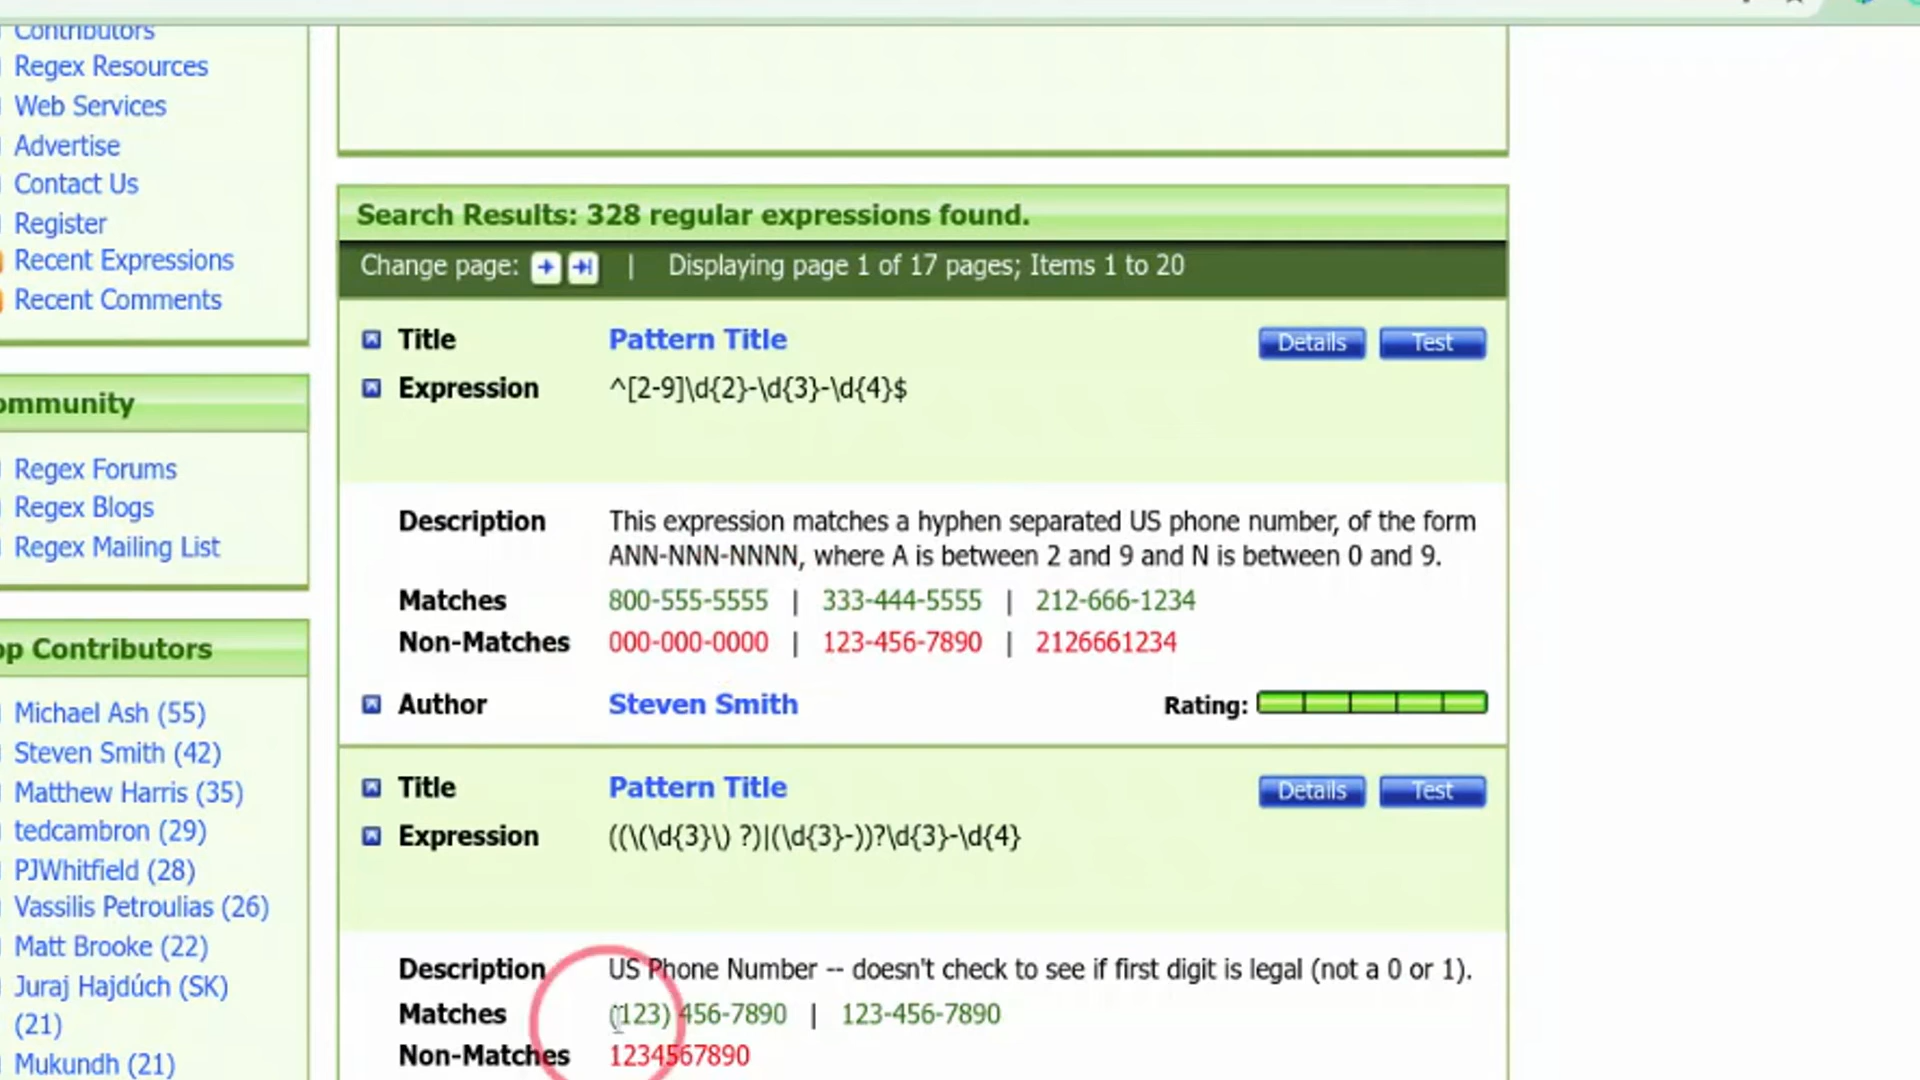 Contributors
Regex Resources
Web Services
Advertise
Contact Us
Register
Recent Expressions
Recent Comments
ommunity
Regex Forums
Regex Blogs
Regex Mailing List
op Contributors
Michael Ash (55)
Steven Smith (42)
Matthew Harris (35)
tedcambron (29)
PJWhitfield (28)
Vassilis Petroulias (26)
Matt Brooke (22)
Juraj Hajdúch (SK)
(21)
Mukundh (21)
Search Results: 328 regular expressions found.
Change page: | Displaying page 1 of 17 pages; Items 1 to 20
Title Pattern Title Details Test
Expression ^[2-9]\d{2}-\d{3}-\d{4}$
Description This expression matches a hyphen separated US phone number, of the form
ANN-NNN-NNNN, where A is between 2 and 9 and N is between 0 and 9.
Matches 800-555-5555 | 333-444-5555 | 212-666-1234
Non-Matches 000-000-0000 | 123-456-7890 | 2126661234
Author Steven Smith Rating:
Title Pattern Title Details Test
Expression ((\(\d{3}\) ?)|(\d{3}-))?\d{3}-\d{4}
Description US Phone Number -- doesn't check to see if first digit is legal (not a 0 or 1).
Matches (123) 456-7890 | 123-456-7890
Non-Matches 1234567890